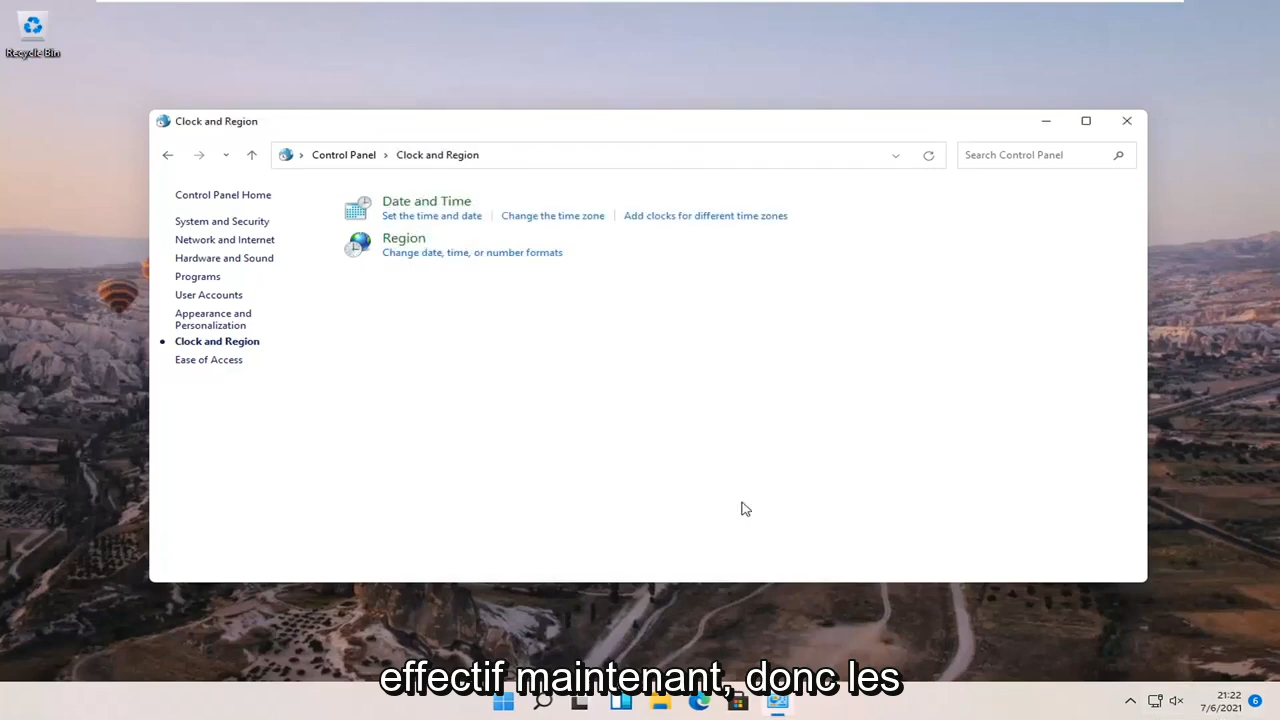 Recycle Bin
Clock and Region
Control Panel
Clock and Region
Search Control Panel
Control Panel Home
System and Security
Network and Internet
Hardware and Sound
Programs
User Accounts
Appearance and
Personalization
Clock and Region
Ease of Access
Date and Time
Set the time and date
Change the time zone
Add clocks for different time zones
Region
Change date, time, or number formats
effectif maintenant, donc les
21:22
7/6/2021
6